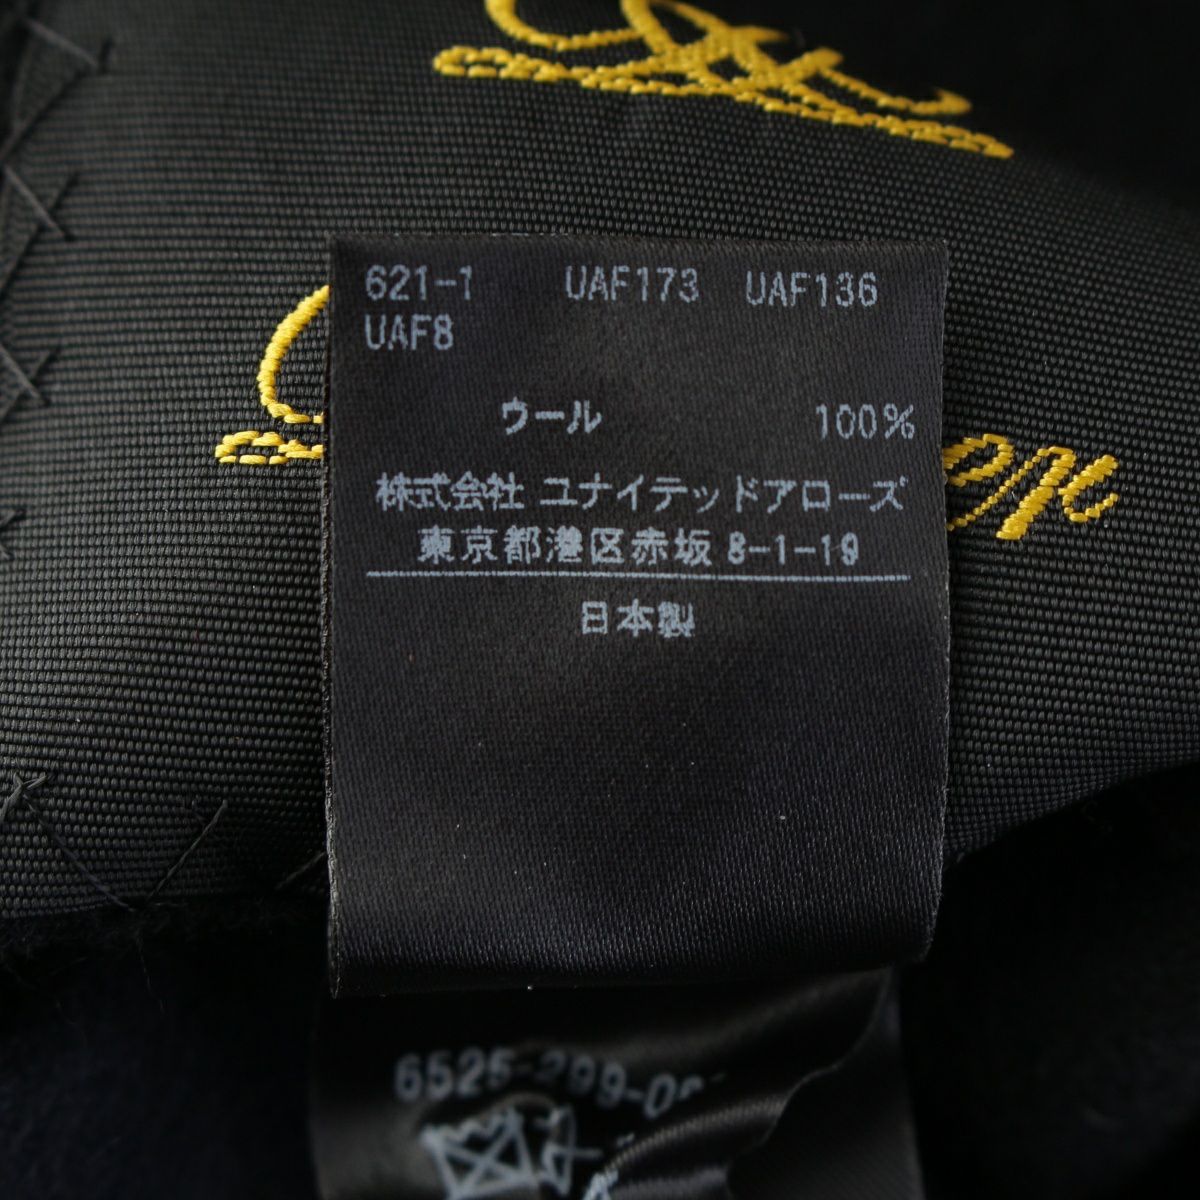 621-1 UAF173 UAF136
UAF8
ウール 100%
株式会社 ユナイテッドアローズ
東京都港区赤坂 8-1-19
日本製